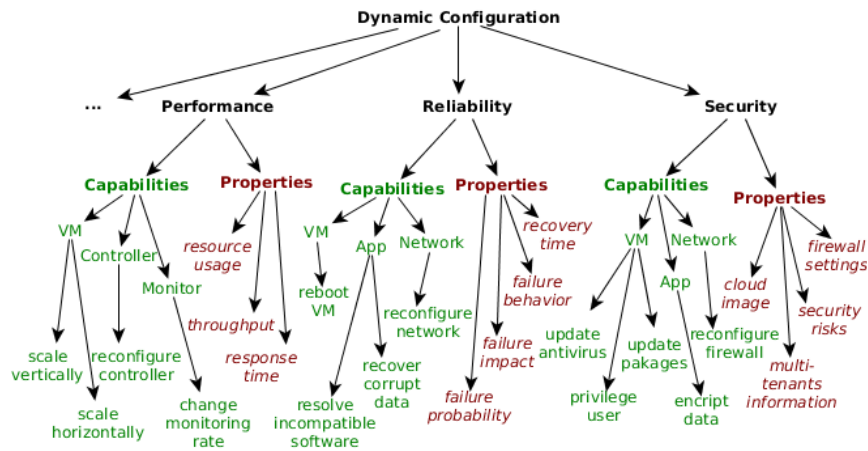 Dynamic Configuration
...
Performance
Reliability
Security
Capabilities
Properties
Capabilities
Properties
Capabilities
Properties
VM
Controller
Monitor
resource
usage
VM
App
Network
recovery
time
VM
App
Network
firewall
settings
scale
vertically
reconfigure
controller
throughput
response
time
reboot
VM
reconfigure
network
failure
behavior
failure
impact
update
antivirus
update
pakages
reconfigure
firewall
cloud
image
security
risks
scale
horizontally
change
monitoring
rate
resolve
incompatible
software
recover
corrupt
data
failure
probability
privilege
user
encript
data
multi-
tenants
information